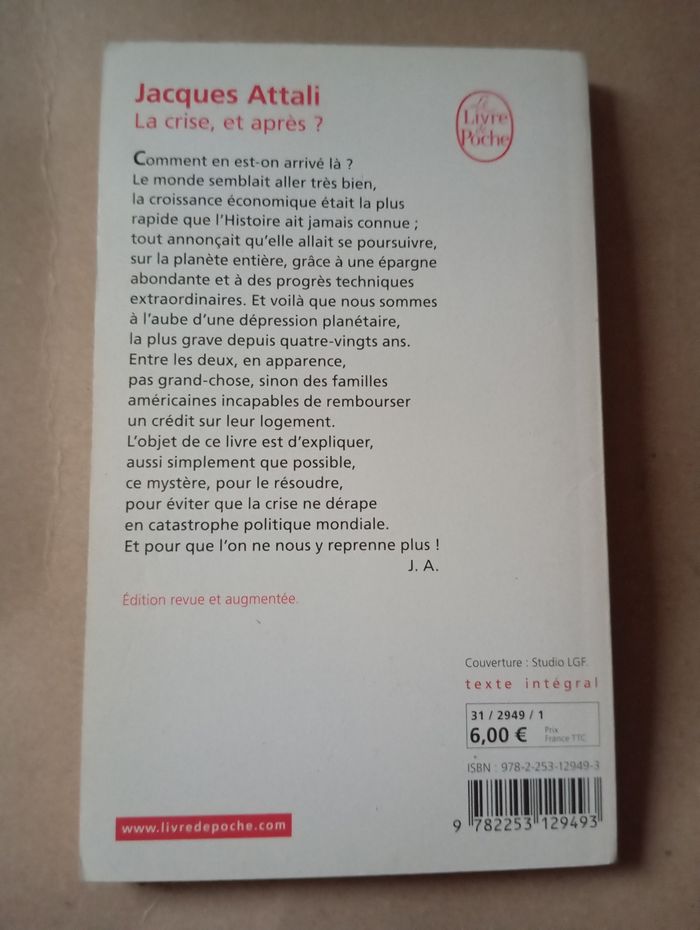 Jacques Attali
La crise, et après ?
Le
Livre
de
Poche
Comment en est-on arrivé là ?
Le monde semblait aller très bien,
la croissance économique était la plus
rapide que l'Histoire ait jamais connue ;
tout annonçait qu'elle allait se poursuivre,
sur la planète entière, grâce à une épargne
abondante et à des progrès techniques
extraordinaires. Et voilà que nous sommes
à l'aube d'une dépression planétaire,
la plus grave depuis quatre-vingts ans.
Entre les deux, en apparence,
pas grand-chose, sinon des familles
américaines incapables de rembourser
un crédit sur leur logement.
L'objet de ce livre est d'expliquer,
aussi simplement que possible,
ce mystère, pour le résoudre,
pour éviter que la crise ne dérape
en catastrophe politique mondiale.
Et pour que l'on ne nous y reprenne plus !
J. A.
Édition revue et augmentée.
Couverture : Studio LGF.
texte intégral
31 / 2949 / 1
6,00 €
Prix
France TTC
ISBN : 978-2-253-12949-3
9 782253 129493
www.livredepoche.com